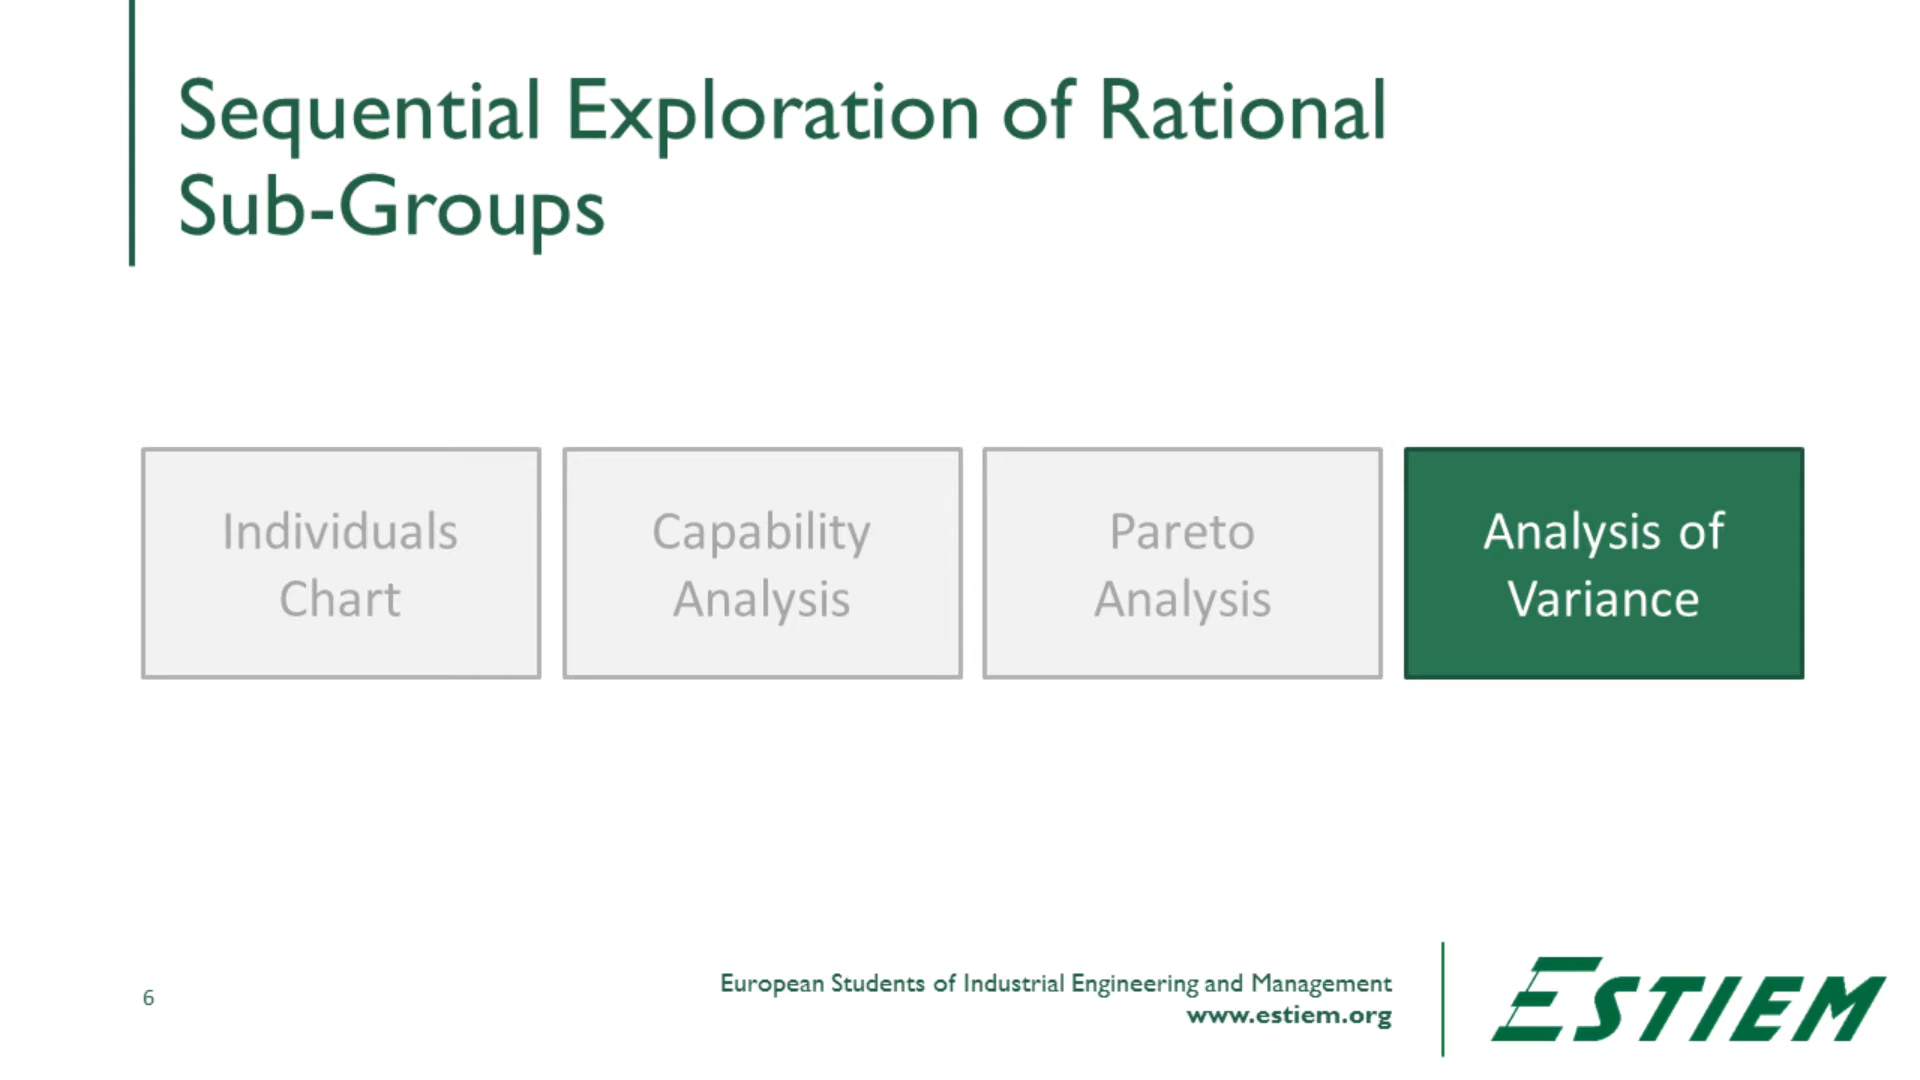 Sequential Exploration of Rational
Sub-Groups
Individuals
Chart
Capability
Analysis
Pareto
Analysis
Analysis of
Variance
6
European Students of Industrial Engineering and Management
www.estiem.org
ESTIEM